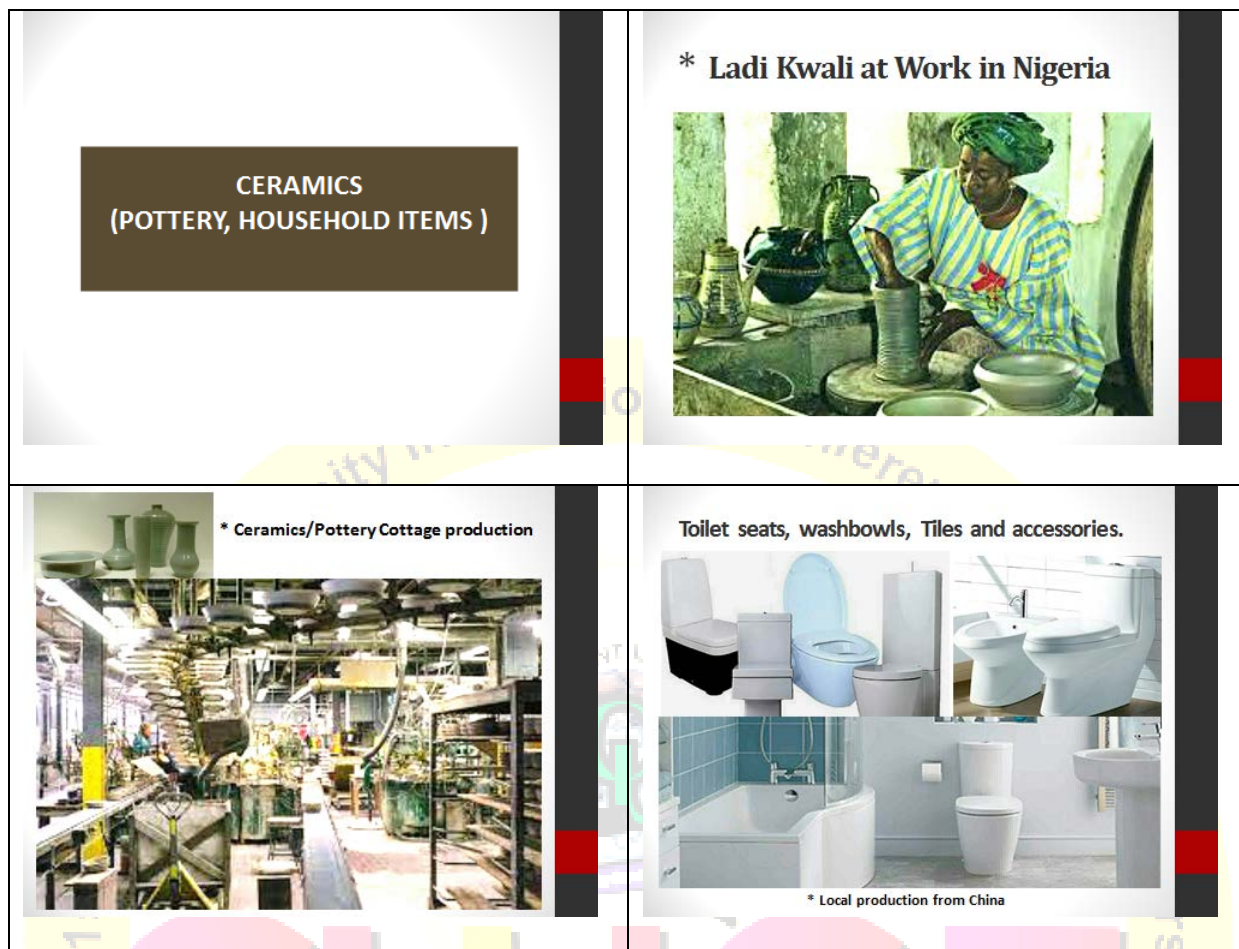 CERAMICS
(POTTERY, HOUSEHOLD ITEMS )
* Ladi Kwali at Work in Nigeria
* Ceramics/Pottery Cottage production
Toilet seats, washbowls, Tiles and accessories.
* Local production from China